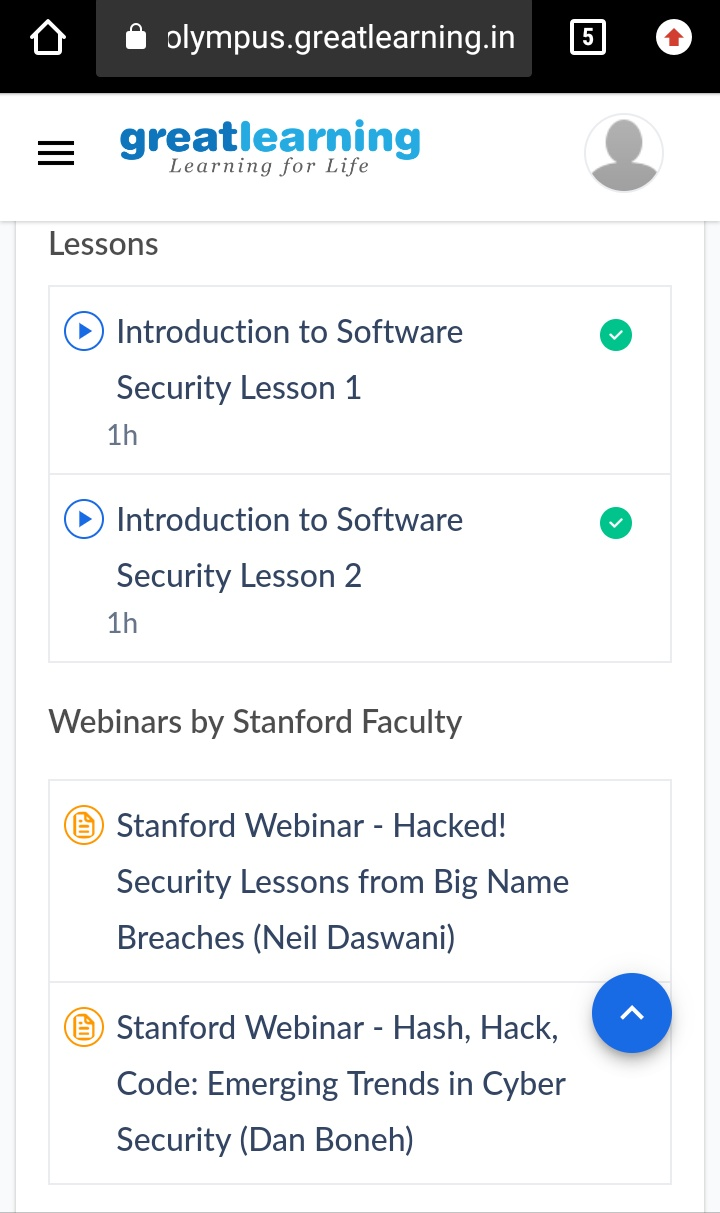 olympus.greatlearning.in
5
greatlearning
Learning for Life
Lessons
Introduction to Software
Security Lesson 1
1h
Introduction to Software
Security Lesson 2
1h
Webinars by Stanford Faculty
Stanford Webinar - Hacked!
Security Lessons from Big Name
Breaches (Neil Daswani)
Stanford Webinar - Hash, Hack,
Code: Emerging Trends in Cyber
Security (Dan Boneh)